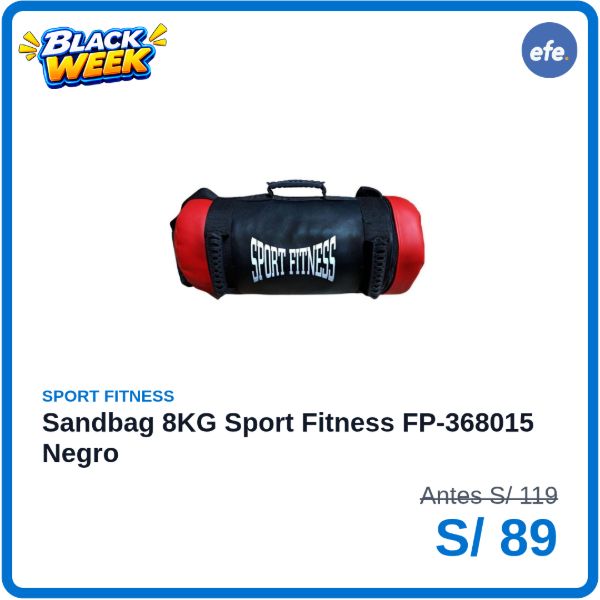 BLACK
WEEK
efe.
SPORT FITNESS
SPORT FITNESS
Sandbag 8KG Sport Fitness FP-368015
Negro
Antes S/ 119
S/ 89